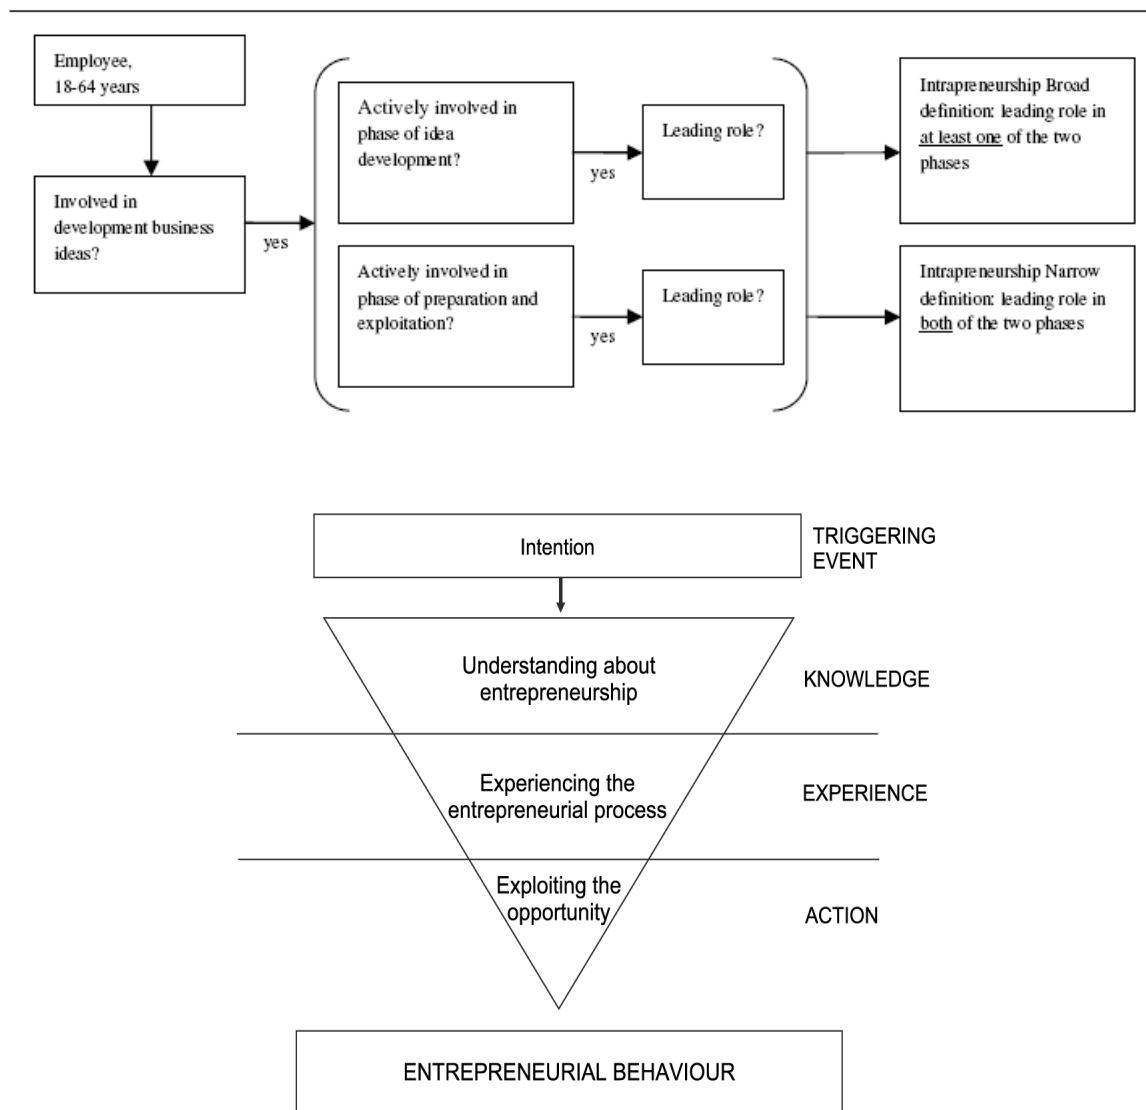 Employee,
18-64 years
Involved in
development business
ideas?
yes
Actively involved in
phase of idea
development?
yes
Leading role?
Actively involved in
phase of preparation and
exploitation?
yes
Leading role?
Intrapreneurship Broad
definition: leading role in
at least one of the two
phases
Intrapreneurship Narrow
definition: leading role in
both of the two phases
Intention
TRIGGERING
EVENT
Understanding about
entrepreneurship
KNOWLEDGE
Experiencing the
entrepreneurial process
EXPERIENCE
Exploiting the
opportunity
ACTION
ENTREPRENEURIAL BEHAVIOUR